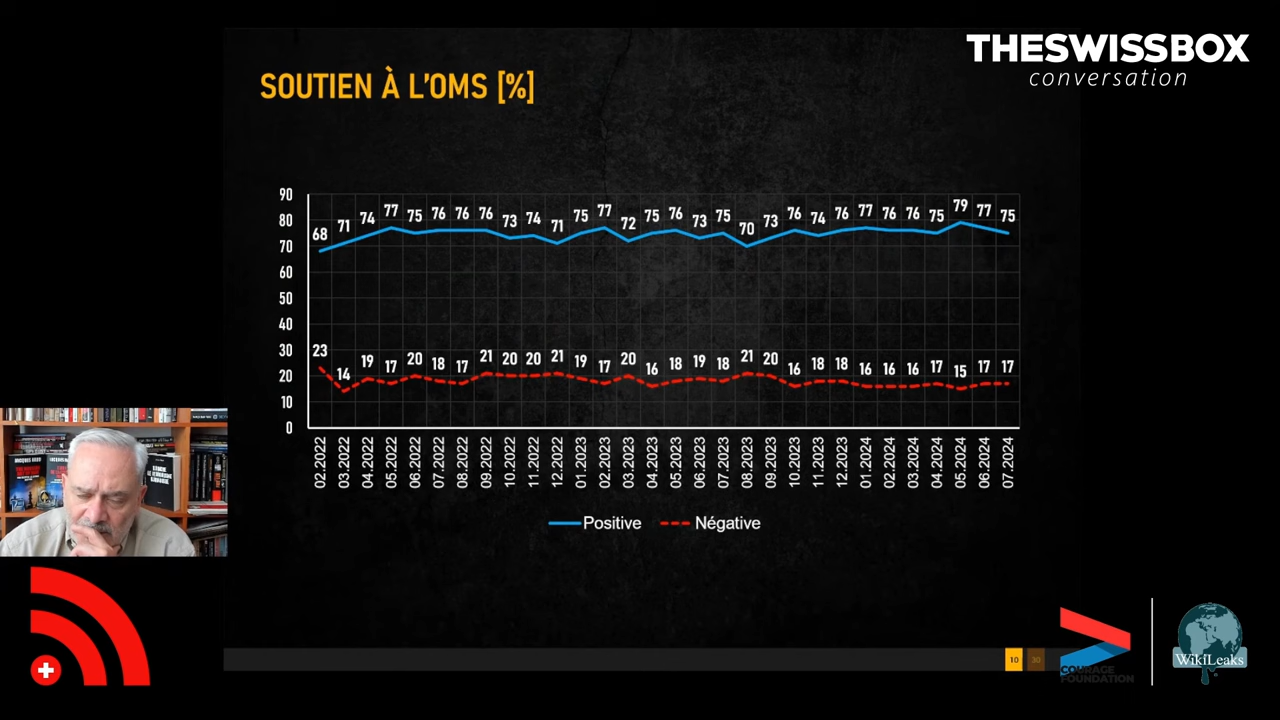 THESWISSBOX
conversation
SOUTIEN À L'OMS [%]
90
80
70
60
50
40
30
20
10
0
68 71 74 77 75 76 76 76 73 74 71 75 77 72 75 76 73 75 70 73 76 74 76 77 76 76 75 79 77 75
23 14 19 17 20 18 17 21 20 20 21 19 17 20 16 18 19 18 21 20 16 18 18 16 16 16 17 15 17 17
02.2022 03.2022 04.2022 05.2022 06.2022 07.2022 08.2022 09.2022 10.2022 11.2022 12.2022 01.2023 02.2023 03.2023 04.2023 05.2023 06.2023 07.2023 08.2023 09.2023 10.2023 11.2023 12.2023 01.2024 02.2024 03.2024 04.2024 05.2024 06.2024 07.2024
Positive Négative
10 30
COURAGE
FOUNDATION
WikiLeaks